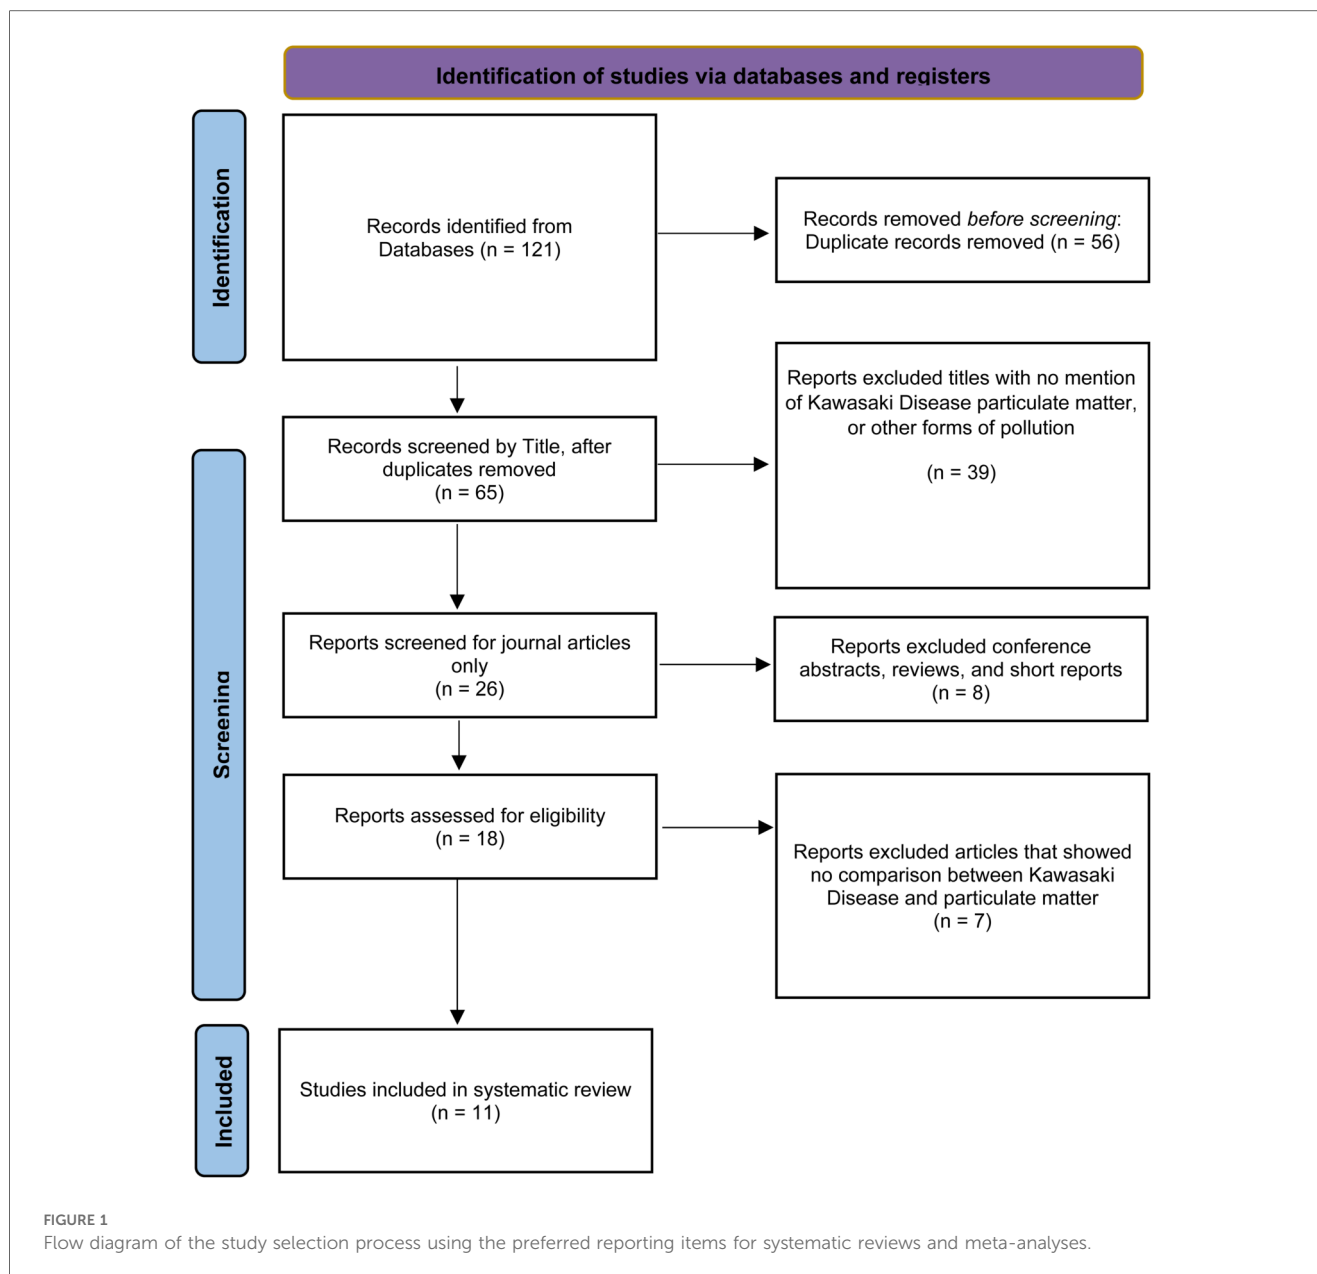 Identification of studies via databases and registers
Identification
Records identified from
Databases (n = 121)
Records removed before screening:
Duplicate records removed (n = 56)
Screening
Records screened by Title, after
duplicates removed
(n = 65)
Reports excluded titles with no mention
of Kawasaki Disease particulate matter,
or other forms of pollution
(n = 39)
Reports screened for journal articles
only
(n = 26)
Reports excluded conference
abstracts, reviews, and short reports
(n = 8)
Reports assessed for eligibility
(n = 18)
Reports excluded articles that showed
no comparison between Kawasaki
Disease and particulate matter
(n = 7)
Included
Studies included in systematic review
(n = 11)
FIGURE 1
Flow diagram of the study selection process using the preferred reporting items for systematic reviews and meta-analyses.